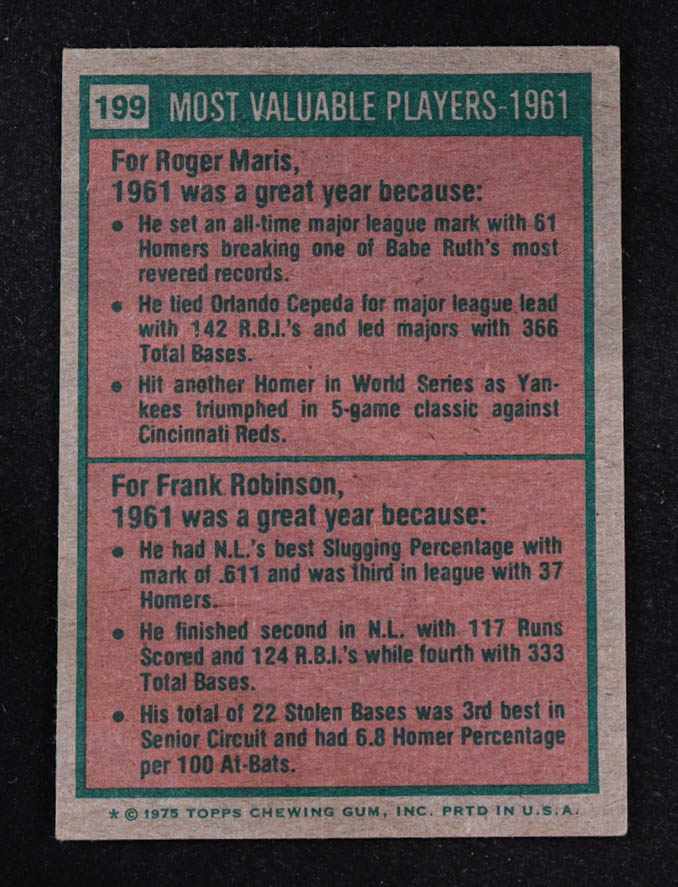 199 MOST VALUABLE PLAYERS-1961
For Roger Maris,
1961 was a great year because:
• He set an all-time major league mark with 61
Homers breaking one of Babe Ruth's most
revered records.
• He tied Orlando Cepeda for major league lead
with 142 R.B.I.'s and led majors with 366
Total Bases.
• Hit another Homer in World Series as Yan-
kees triumphed in 5-game classic against
Cincinnati Reds.
For Frank Robinson,
1961 was a great year because:
• He had N.L.'s best Slugging Percentage with
mark of .611 and was third in league with 37
Homers.
• He finished second in N.L. with 117 Runs
Scored and 124 R.B.I.'s while fourth with 333
Total Bases.
• His total of 22 Stolen Bases was 3rd best in
Senior Circuit and had 6.8 Homer Percentage
per 100 At-Bats.
* © 1975 TOPPS CHEWING GUM, INC. PRTD IN U.S.A.